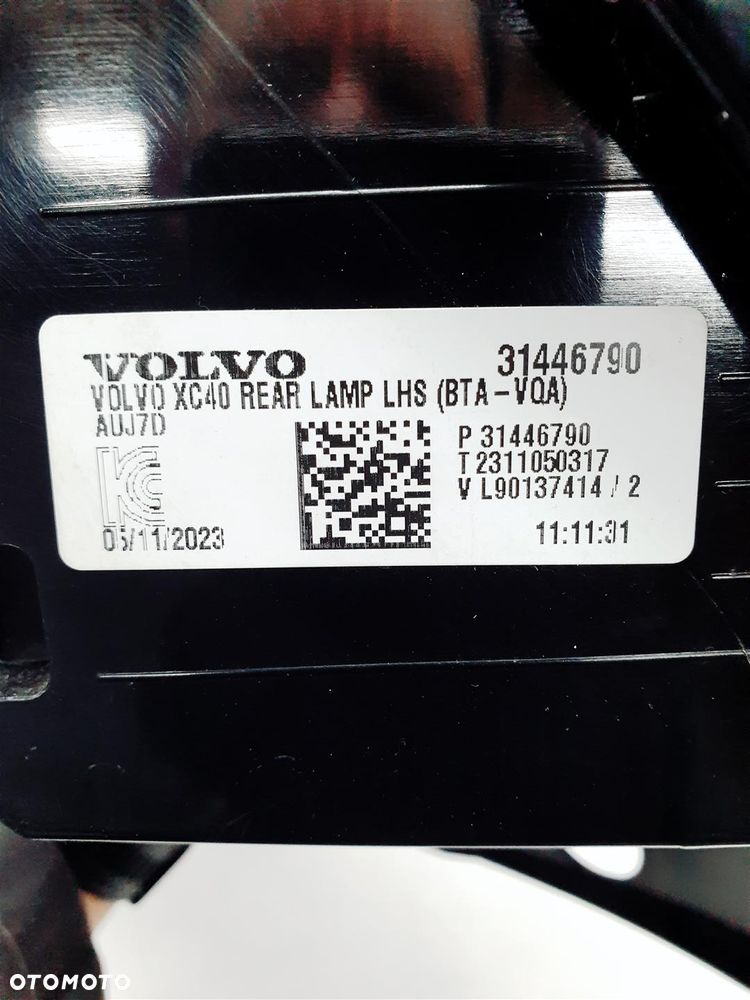 VOLVO 31446790
VOLVO XC40 REAR LAMP LHS (BTA-VQA)
AUJ7D
P 31446790
T 2311050317
V L90137414 / 2
KC
05/11/2023 11:11:31
OTOMOTO